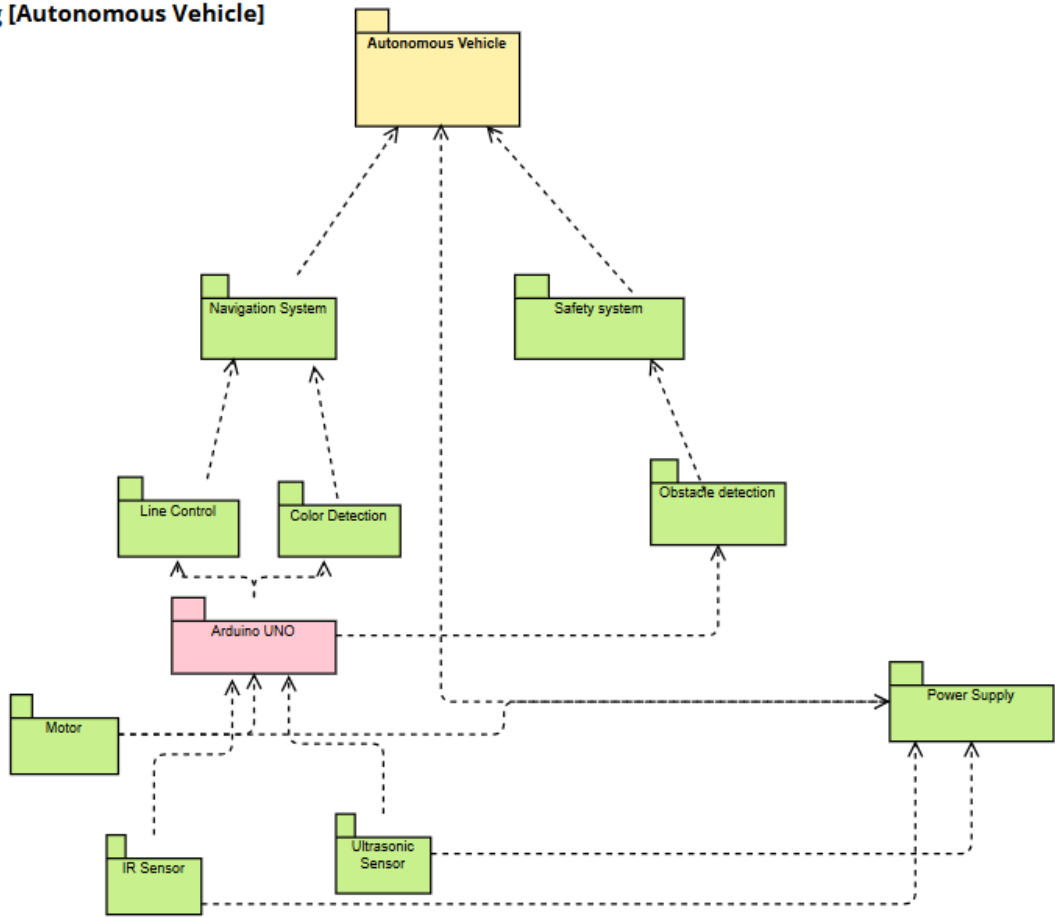 [Autonomous Vehicle]
Autonomous Vehicle
Navigation System
Safety system
Line Control
Color Detection
Obstacle detection
Arduino UNO
Power Supply
Motor
IR Sensor
Ultrasonic
Sensor